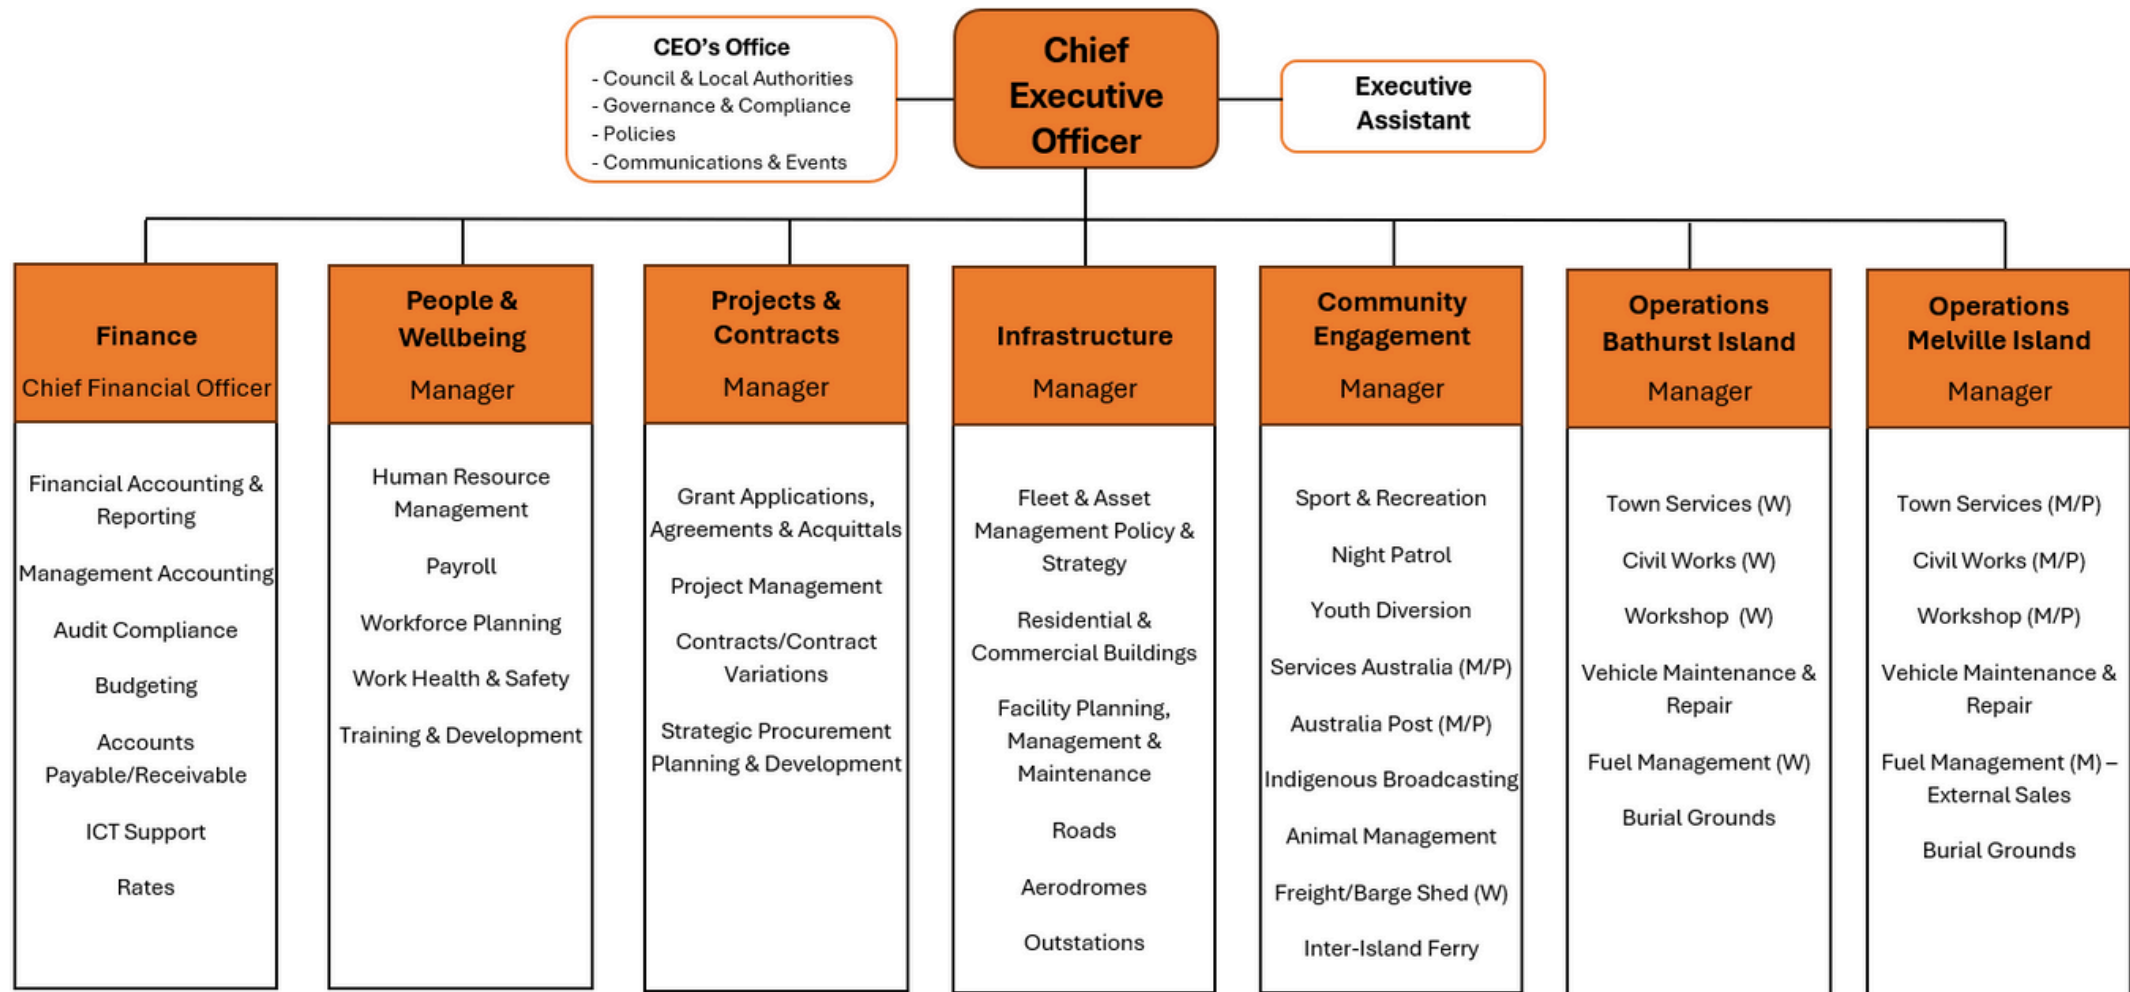 CEO's Office
- Council & Local Authorities
- Governance & Compliance
- Policies
- Communications & Events
Chief
Executive
Officer
Executive
Assistant
Finance
Chief Financial Officer
Financial Accounting &
Reporting
Management Accounting
Audit Compliance
Budgeting
Accounts
Payable/Receivable
ICT Support
Rates
People &
Wellbeing
Manager
Human Resource
Management
Payroll
Workforce Planning
Work Health & Safety
Training & Development
Projects &
Contracts
Manager
Grant Applications,
Agreements & Acquittals
Project Management
Contracts/Contract
Variations
Strategic Procurement
Planning & Development
Infrastructure
Manager
Fleet & Asset
Management Policy &
Strategy
Residential &
Commercial Buildings
Facility Planning,
Management &
Maintenance
Roads
Aerodromes
Outstations
Community
Engagement
Manager
Sport & Recreation
Night Patrol
Youth Diversion
Services Australia (M/P)
Australia Post (M/P)
Indigenous Broadcasting
Animal Management
Freight/Barge Shed (W)
Inter-Island Ferry
Operations
Bathurst Island
Manager
Town Services (W)
Civil Works (W)
Workshop (W)
Vehicle Maintenance &
Repair
Fuel Management (W)
Burial Grounds
Operations
Melville Island
Manager
Town Services (M/P)
Civil Works (M/P)
Workshop (M/P)
Vehicle Maintenance &
Repair
Fuel Management (M) –
External Sales
Burial Grounds